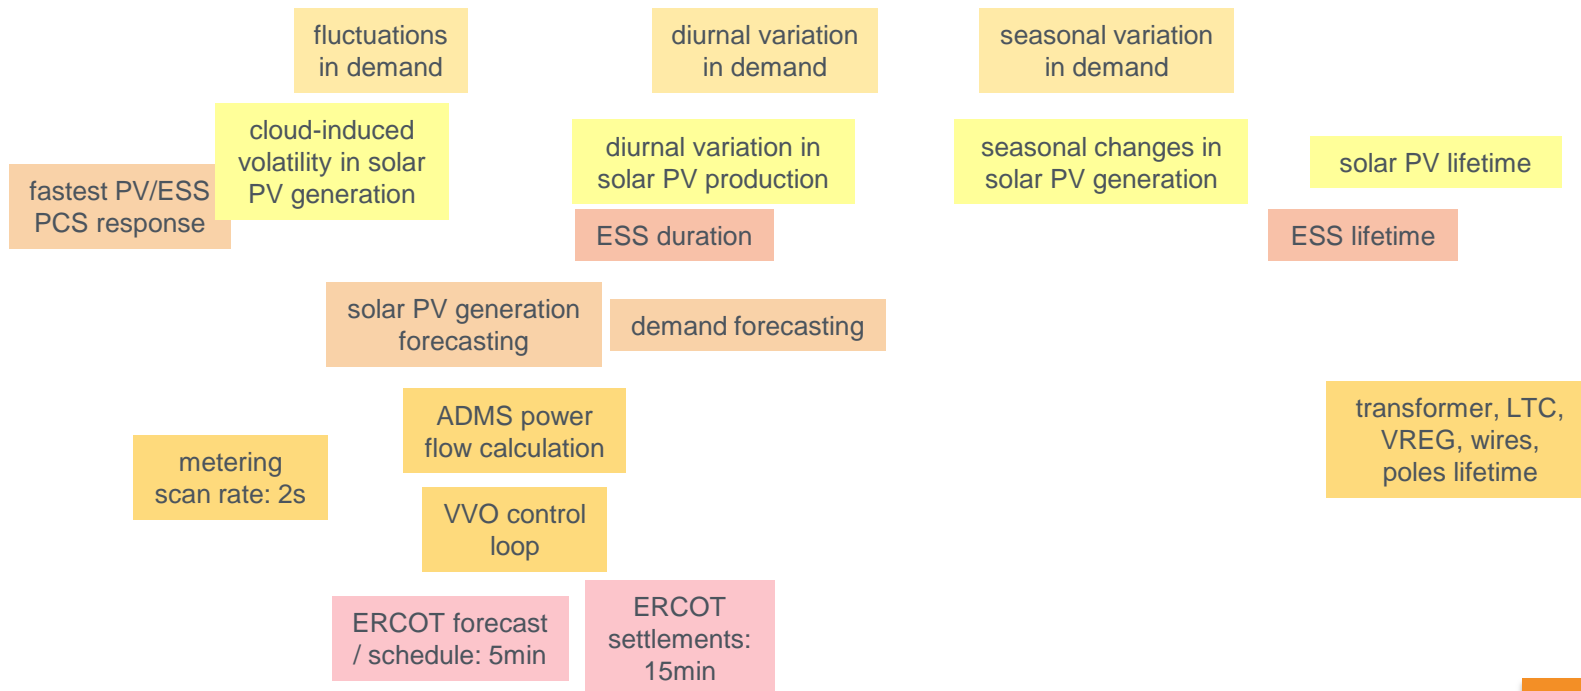 fluctuations
in demand
diurnal variation
in demand
seasonal variation
in demand
cloud-induced
volatility in solar
PV generation
diurnal variation in
solar PV production
seasonal changes in
solar PV generation
solar PV lifetime
fastest PV/ESS
PCS response
ESS duration
ESS lifetime
solar PV generation
forecasting
demand forecasting
ADMS power
flow calculation
transformer, LTC,
VREG, wires,
poles lifetime
metering
scan rate: 2s
VVO control
loop
ERCOT forecast
/ schedule: 5min
ERCOT
settlements:
15min